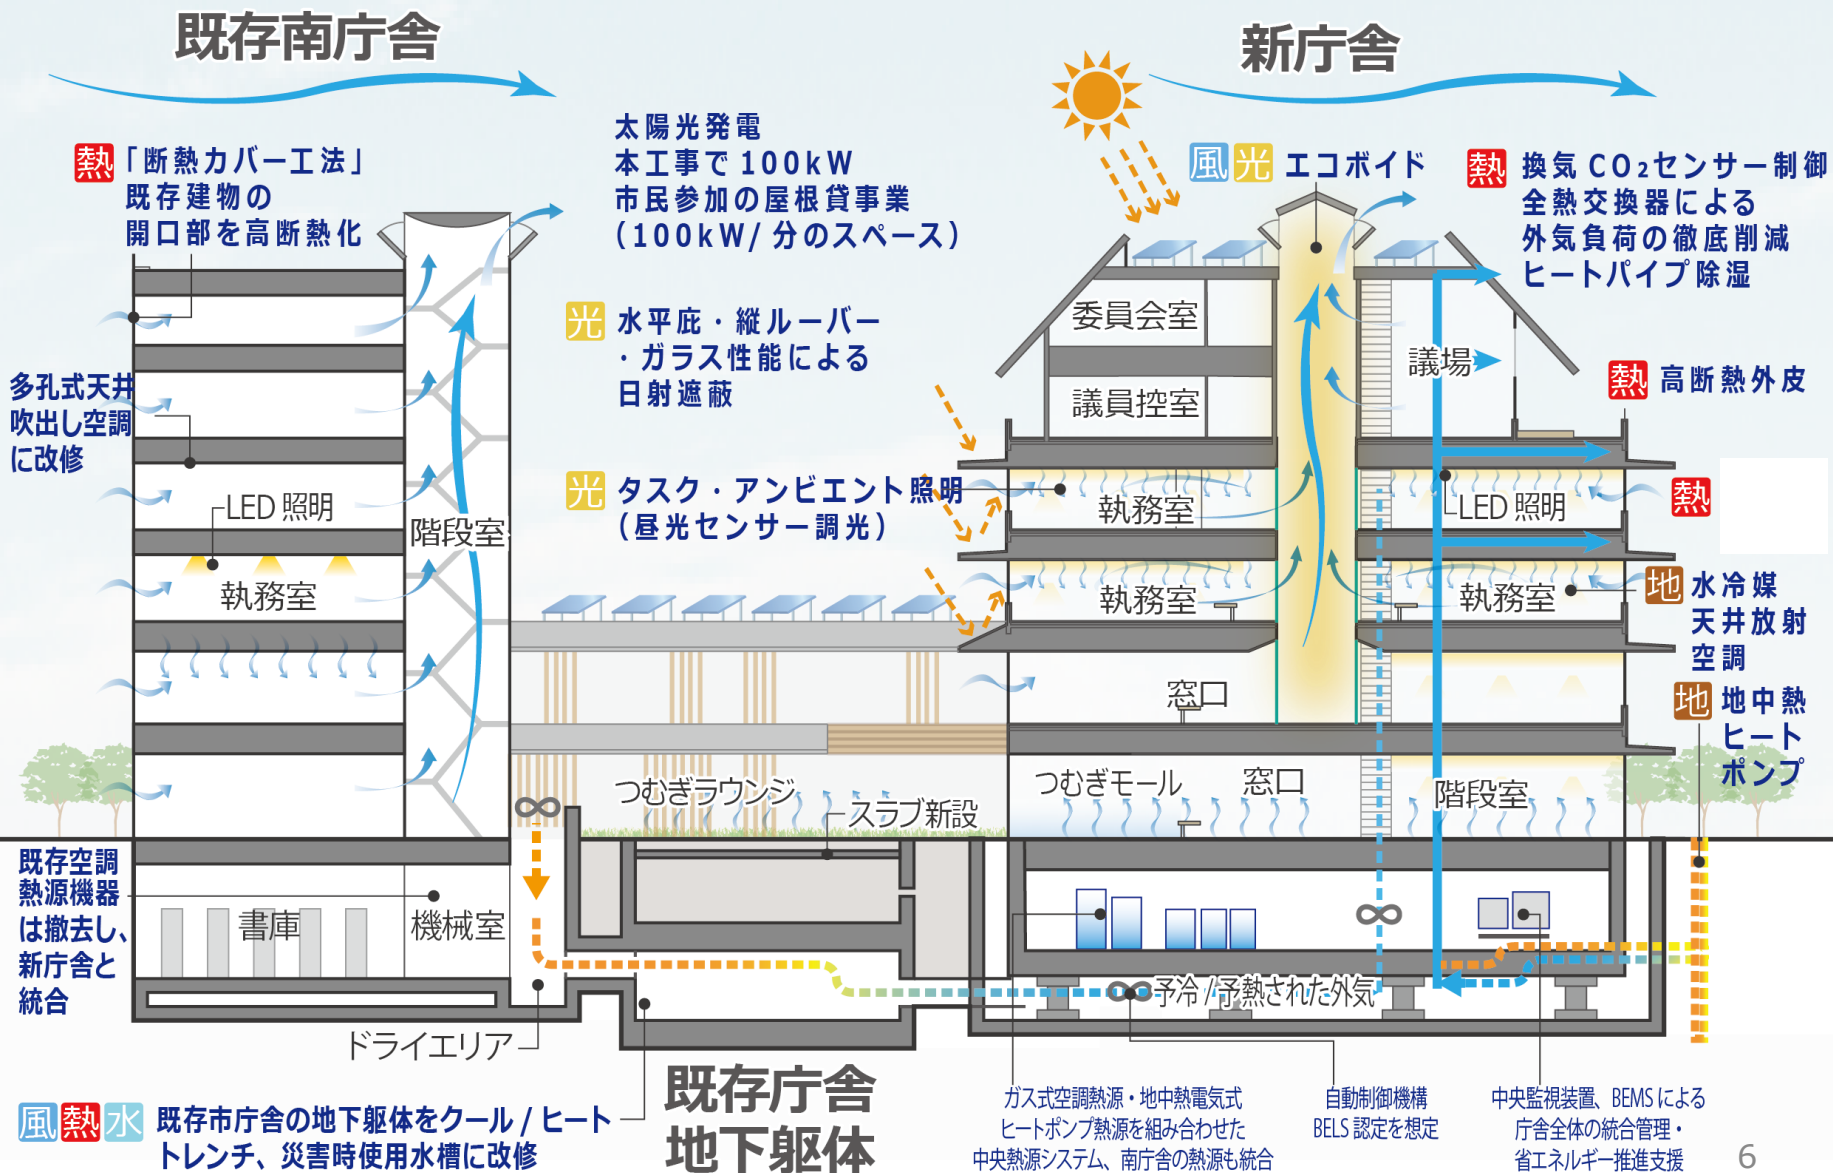 既存南庁舎
新庁舎
熱「断熱カバー工法」
既存建物の
開口部を高断熱化
太陽光発電
本工事で100kW
市民参加の屋根貸事業
（100kW/分のスペース）
風 光 エコボイド
熱 換気CO₂センサー制御
全熱交換器による
外気負荷の徹底削減
ヒートパイプ除湿
光 水平庇・縦ルーバー
・ガラス性能による
日射遮蔽
委員会室
議場
議員控室
熱 高断熱外皮
多孔式天井
吹出し空調
に改修
光 タスク・アンビエント照明
（昼光センサー調光）
LED照明
階段室
執務室
執務室
LED照明
熱
執務室
執務室
地 水冷媒
天井放射
空調
窓口
地 地中熱
ヒート
ポンプ
つむぎラウンジ
スラブ新設
つむぎモール
窓口
階段室
既存空調
熱源機器
は撤去し、
新庁舎と
統合
書庫
機械室
予冷/予熱された外気
ドライエリア
既存庁舎
地下躯体
風 熱 水 既存市庁舎の地下躯体をクール/ヒート
トレンチ、災害時使用水槽に改修
ガス式空調熱源・地中熱電気式
ヒートポンプ熱源を組み合わせた
中央熱源システム、南庁舎の熱源も統合
自動制御機構
BELS認定を想定
中央監視装置、BEMSによる
庁舎全体の統合管理・
省エネルギー推進支援
6